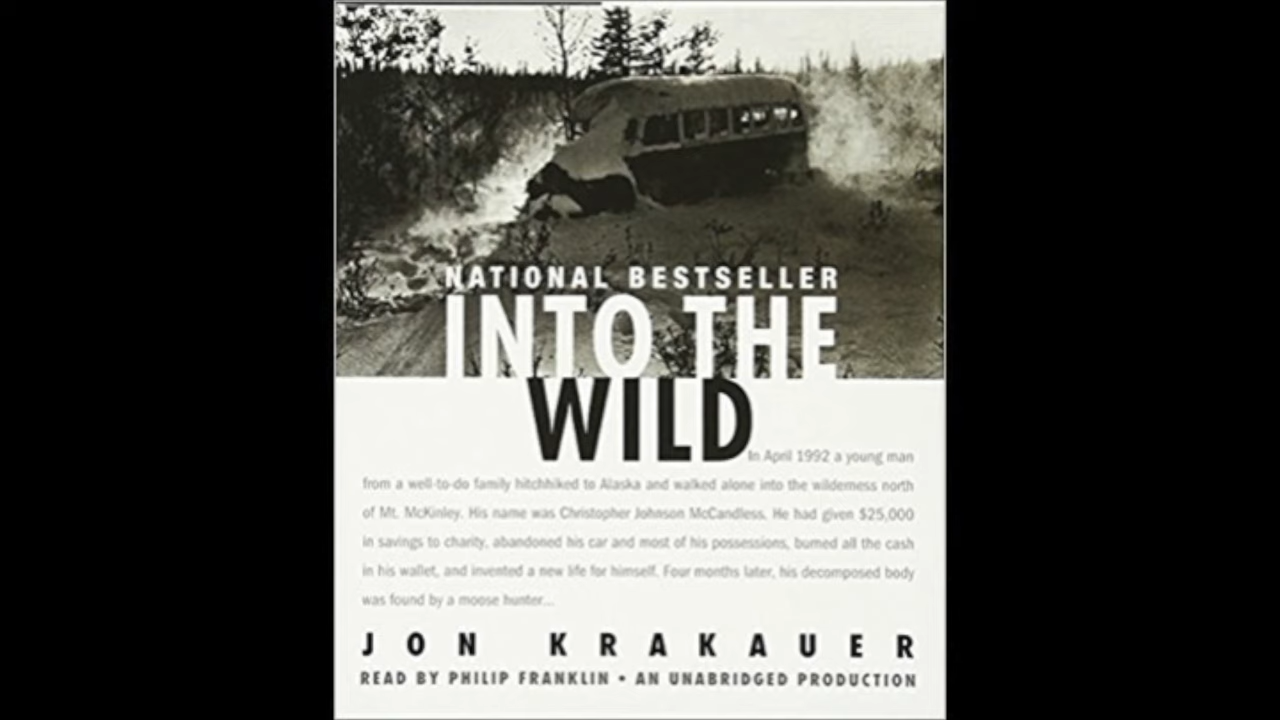 NATIONAL BESTSELLER
INTO THE
WILD
In April 1992 a young man
from a well-to-do family hitchhiked to Alaska and walked alone into the wilderness north
of Mt. McKinley. His name was Christopher Johnson McCandless. He had given $25,000
in savings to charity, abandoned his car and most of his possessions, burned all the cash
in his wallet, and invented a new life for himself. Four months later, his decomposed body
was found by a moose hunter...
JON KRAKAUER
READ BY PHILIP FRANKLIN • AN UNABRIDGED PRODUCTION